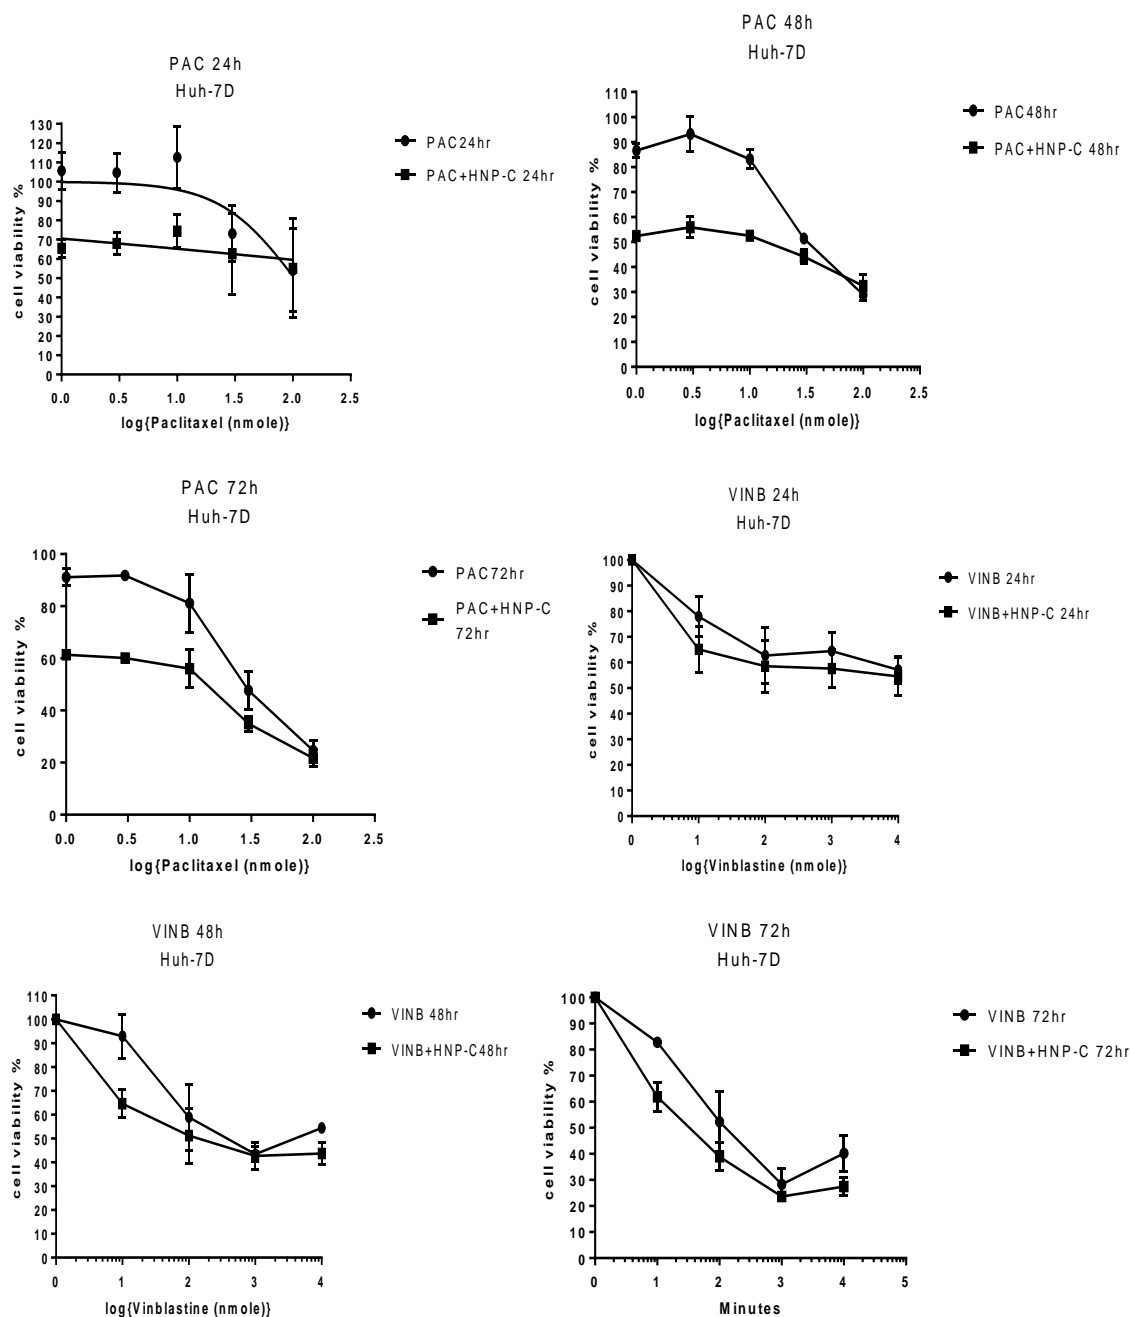 PAC 24h
Huh-7D
PAC24hr
PAC+HNP-C 24hr
cell viability %
130
120
110
100
90
80
70
60
50
40
30
20
10
0
0.0 0.5 1.0 1.5 2.0 2.5
log{Paclitaxel (nmole)}
PAC 48h
Huh-7D
PAC48hr
PAC+HNP-C 48hr
cell viability %
110
100
90
80
70
60
50
40
30
20
10
0
0.0 0.5 1.0 1.5 2.0 2.5
log{Paclitaxel (nmole)}
PAC 72h
Huh-7D
PAC72hr
PAC+HNP-C
72hr
cell viability %
100
80
60
40
20
0
0.0 0.5 1.0 1.5 2.0 2.5
log{Paclitaxel (nmole)}
VINB 24h
Huh-7D
VINB 24hr
VINB+HNP-C 24hr
cell viability %
100
90
80
70
60
50
40
30
20
10
0
0 1 2 3 4
log{Vinblastine (nmole)}
VINB 48h
Huh-7D
VINB 48hr
VINB+HNP-C48hr
cell viability %
110
100
90
80
70
60
50
40
30
20
10
0
0 1 2 3 4
log{Vinblastine (nmole)}
VINB 72h
Huh-7D
VINB 72hr
VINB+HNP-C 72hr
cell viability %
100
90
80
70
60
50
40
30
20
10
0
0 1 2 3 4 5
Minutes